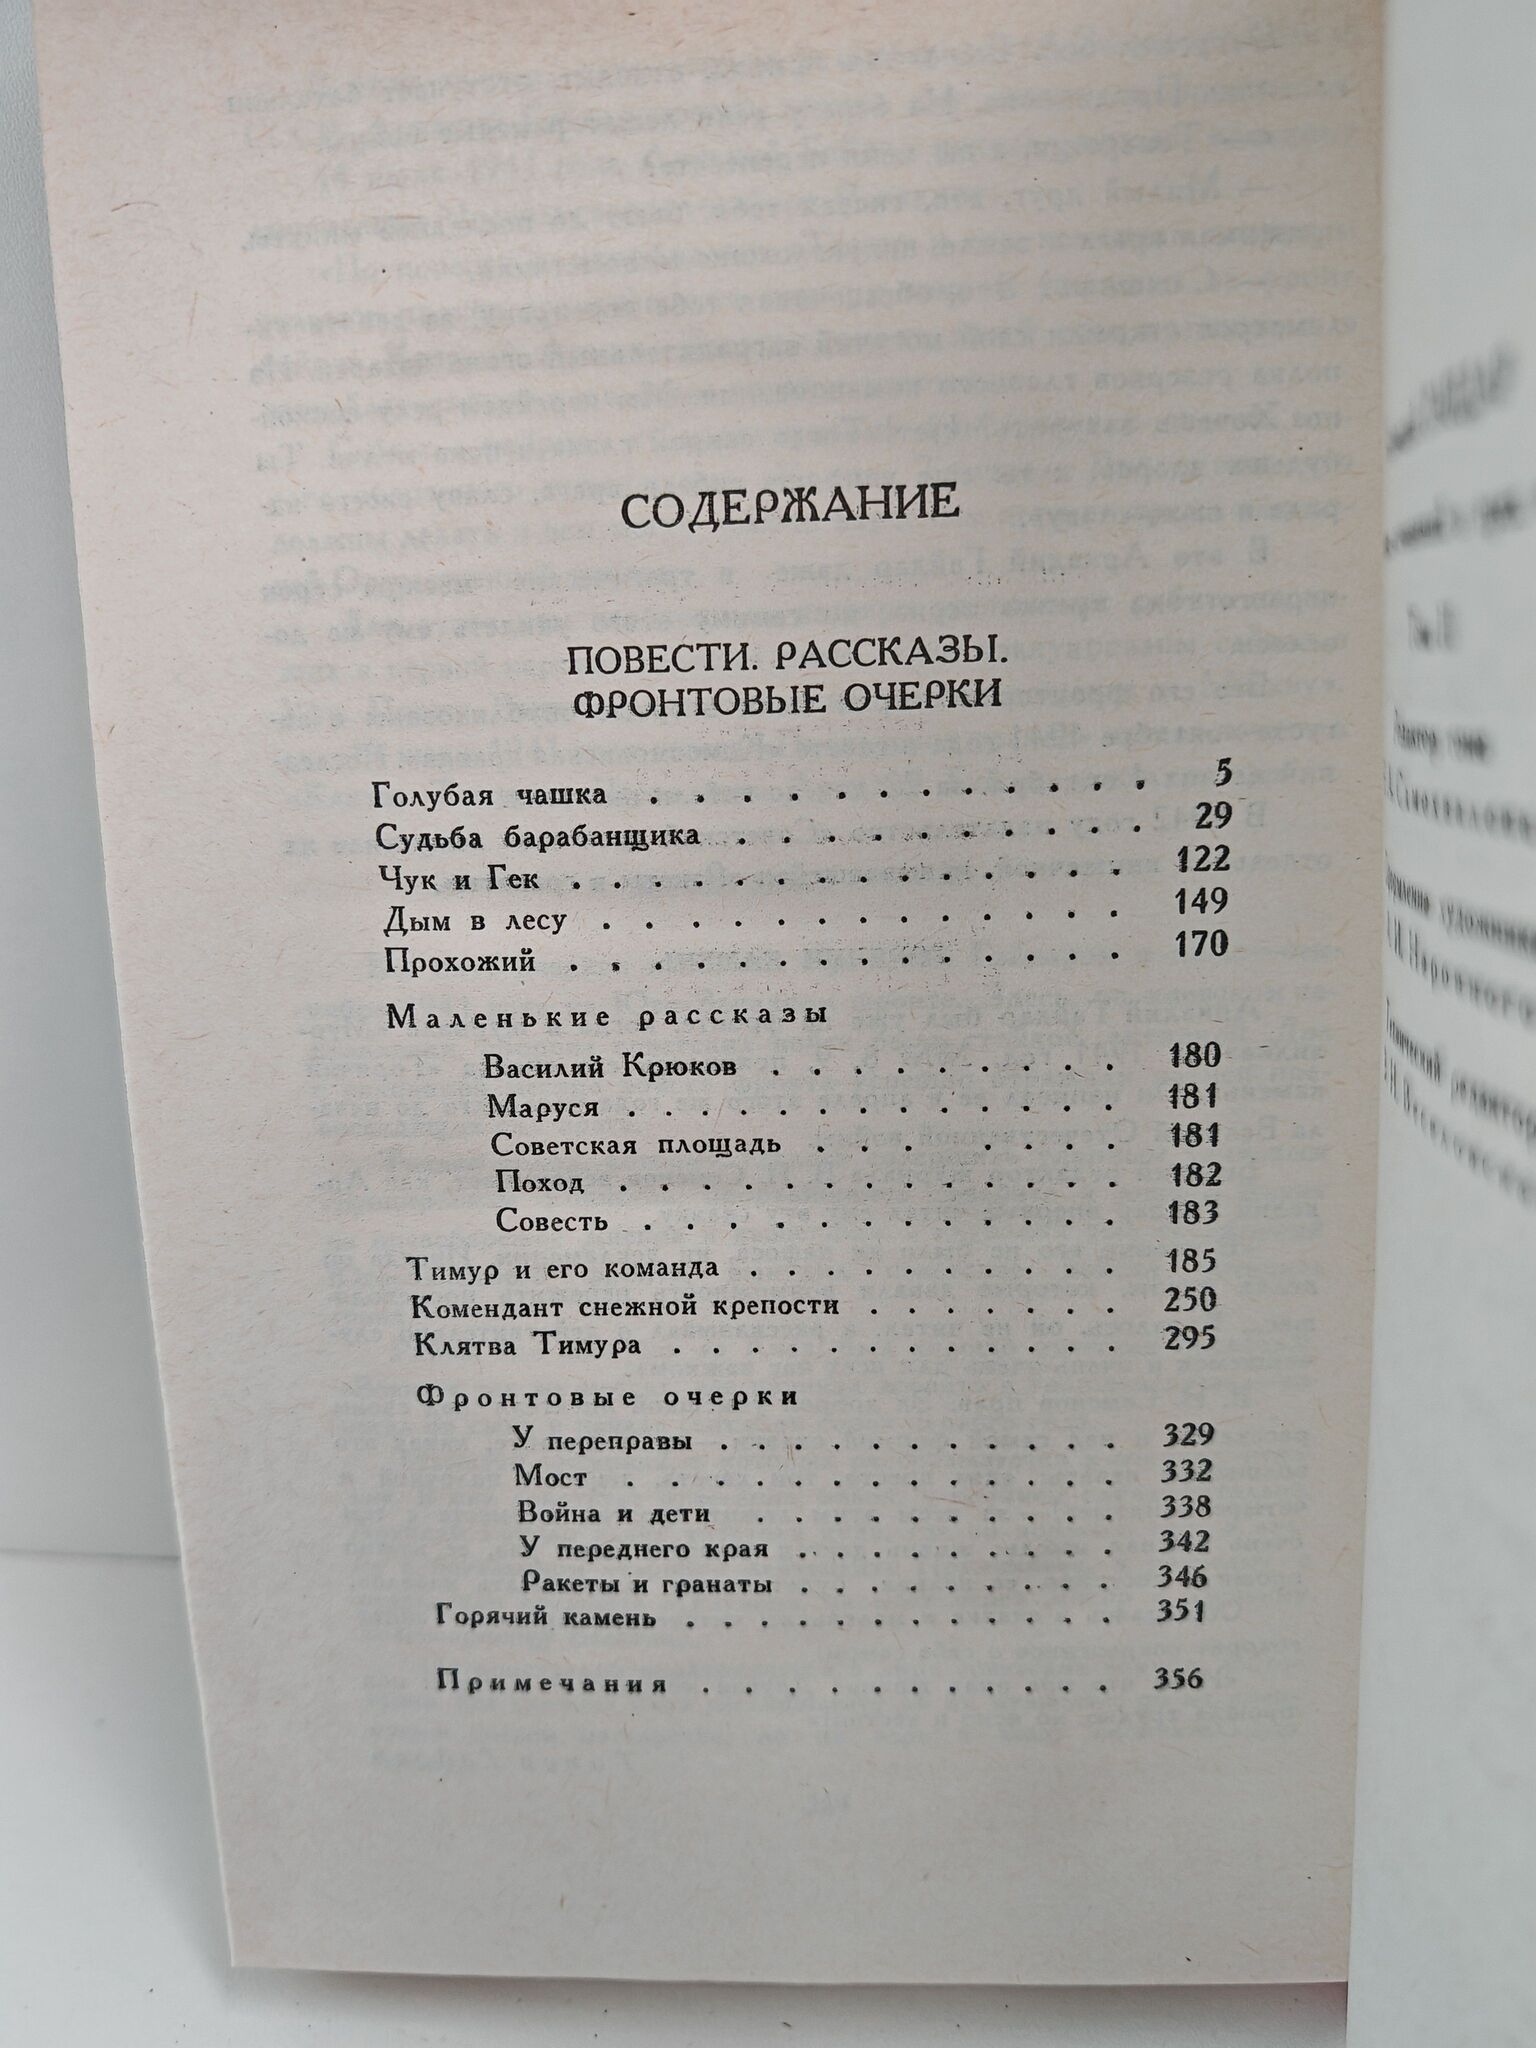 СОДЕРЖАНИЕ
ПОВЕСТИ. РАССКАЗЫ.
ФРОНТОВЫЕ ОЧЕРКИ
Голубая чашка . . . . . . . . . . . . 5
Судьба барабанщика . . . . . . . . . . 29
Чук и Гек . . . . . . . . . . . . . . 122
Дым в лесу . . . . . . . . . . . . . 149
Прохожий . . . . . . . . . . . . . . 170
Маленькие рассказы
Василий Крюков . . . . . . . . . 180
Маруся . . . . . . . . . . . . 181
Советская площадь . . . . . . . . 181
Поход . . . . . . . . . . . . 182
Совесть . . . . . . . . . . . . 183
Тимур и его команда . . . . . . . . . 185
Комендант снежной крепости . . . . . . . 250
Клятва Тимура . . . . . . . . . . . 295
Фронтовые очерки
У переправы . . . . . . . . . . 329
Мост . . . . . . . . . . . . 332
Война и дети . . . . . . . . . 338
У переднего края . . . . . . . . 342
Ракеты и гранаты . . . . . . . . 346
Горячий камень . . . . . . . . . . . 351
Примечания . . . . . . . . . . 356